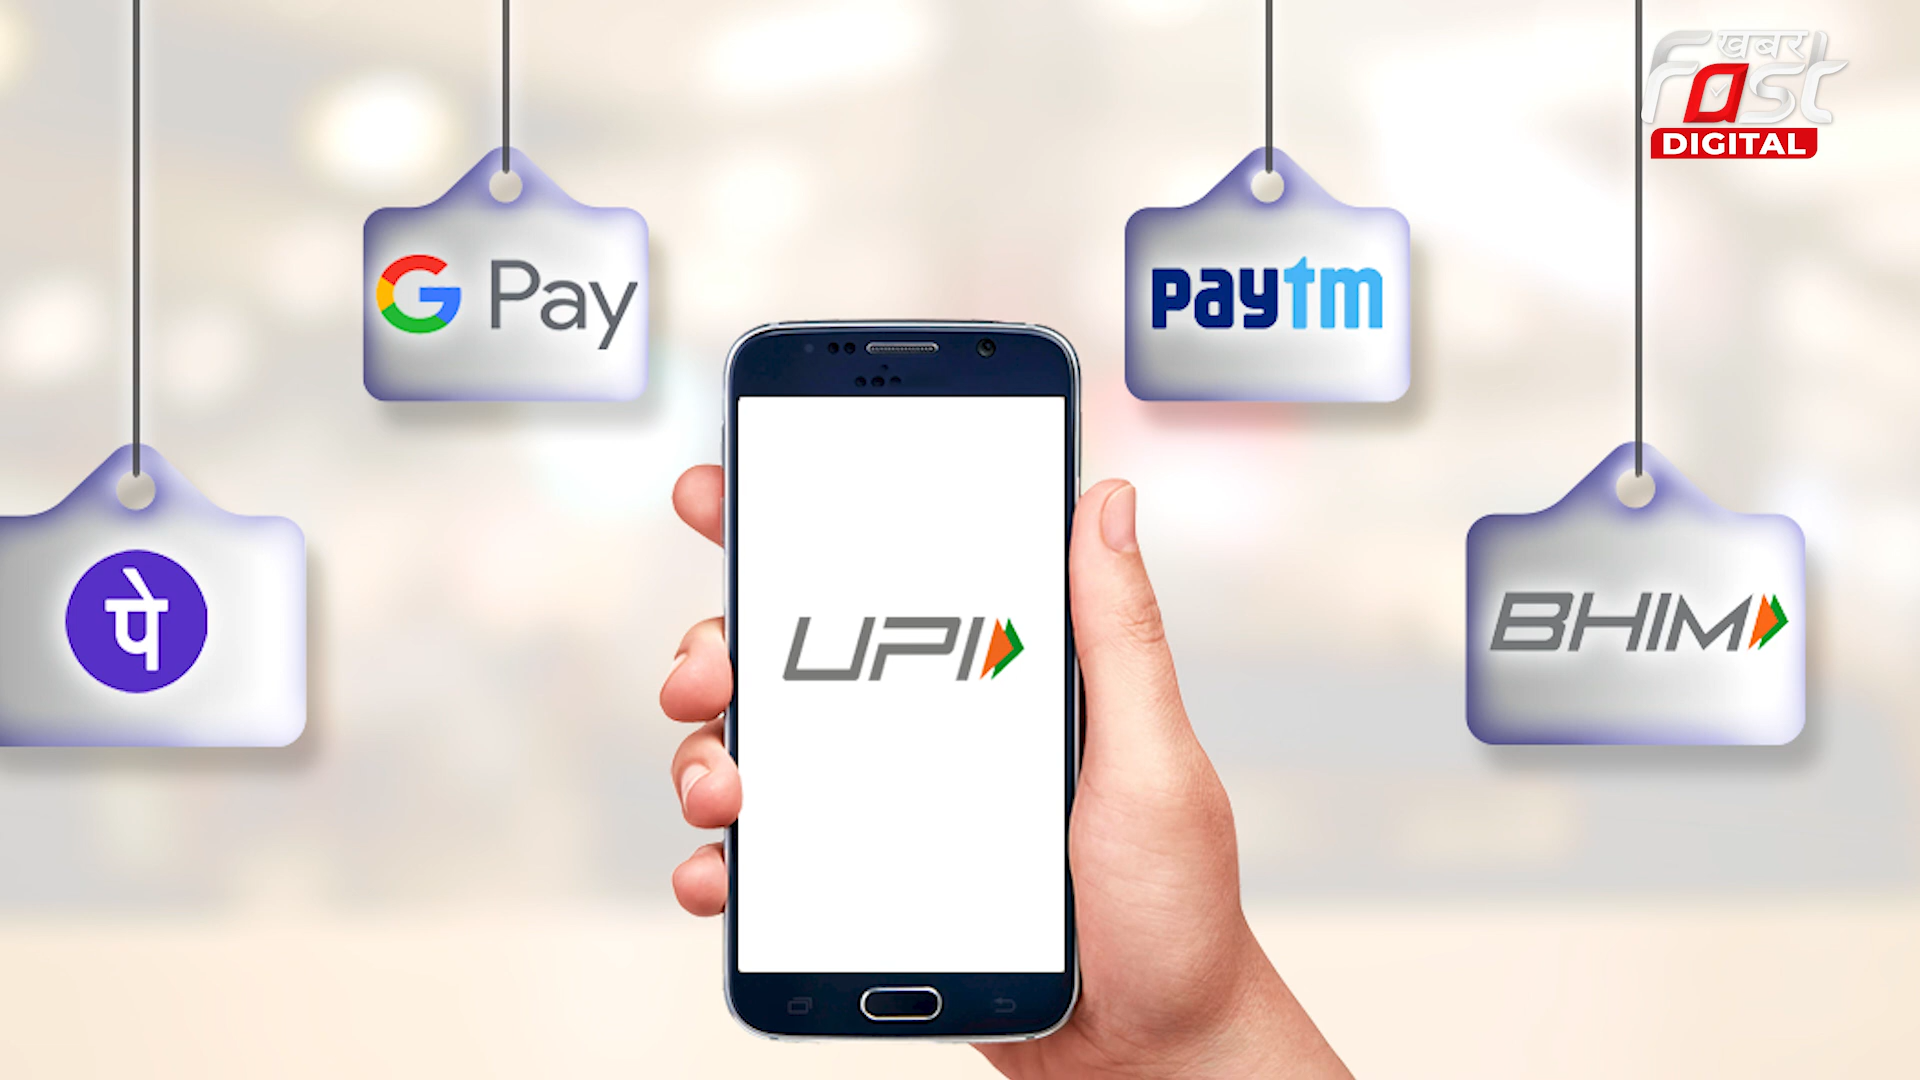 खबर
Fast
DIGITAL
G Pay
paytm
पे
UPI
BHIM